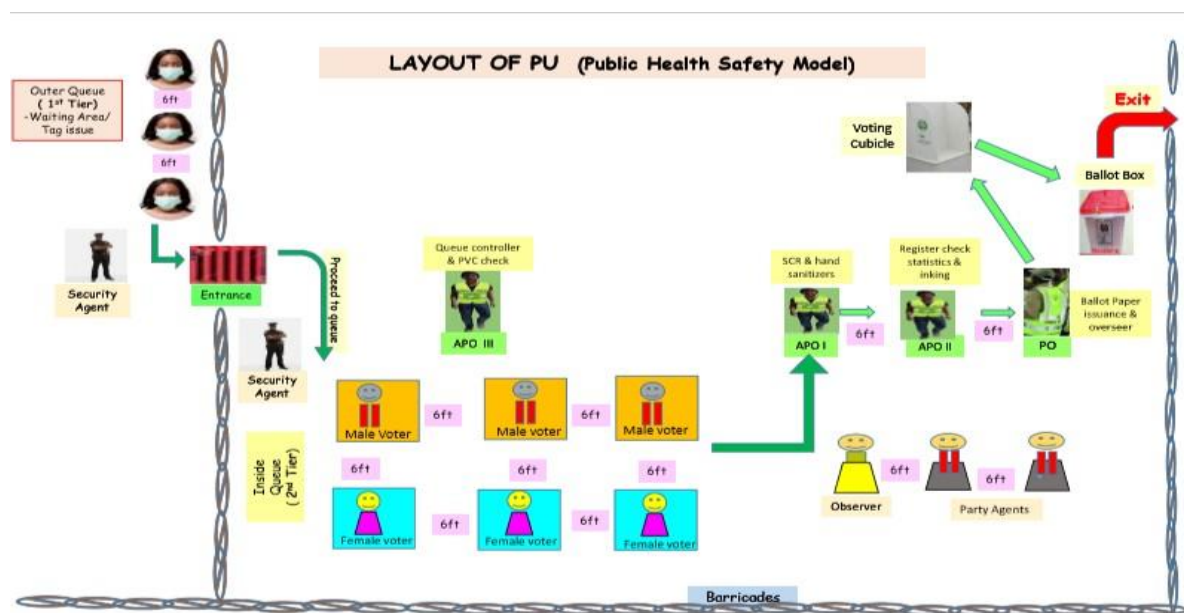 LAYOUT OF PU (Public Health Safety Model)
Outer Queue
( 1st Tier)
-Waiting Area/
Tag issue
6ft
6ft
Security
Agent
Entrance
Proceed to queue
Security
Agent
Queue controller
& PVC check
APO III
SCR & hand
sanitizers
APO I
6ft
Register check
statistics &
inking
APO II
6ft
PO
Ballot Paper
issuance &
overseer
Voting
Cubicle
Ballot Box
Exit
Inside
Queue
( 2nd Tier)
Male Voter
6ft
Male voter
6ft
Male voter
6ft
6ft
6ft
Female voter
6ft
Female voter
6ft
Female voter
Observer
6ft
6ft
Party Agents
Barricades